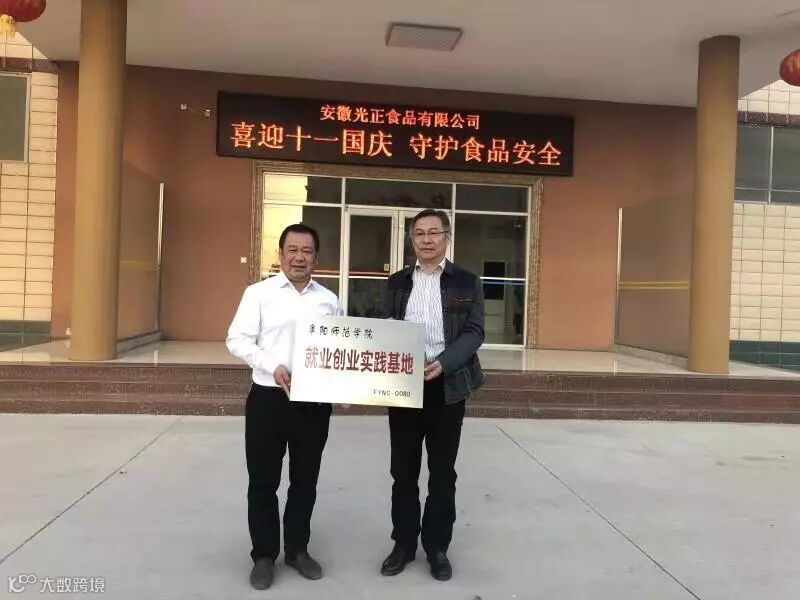 安徽光正食品有限公司
喜迎十一国庆 守护食品安全
阜阳师范学院
就业创业实践基地
FYNC-0080
大数跨境